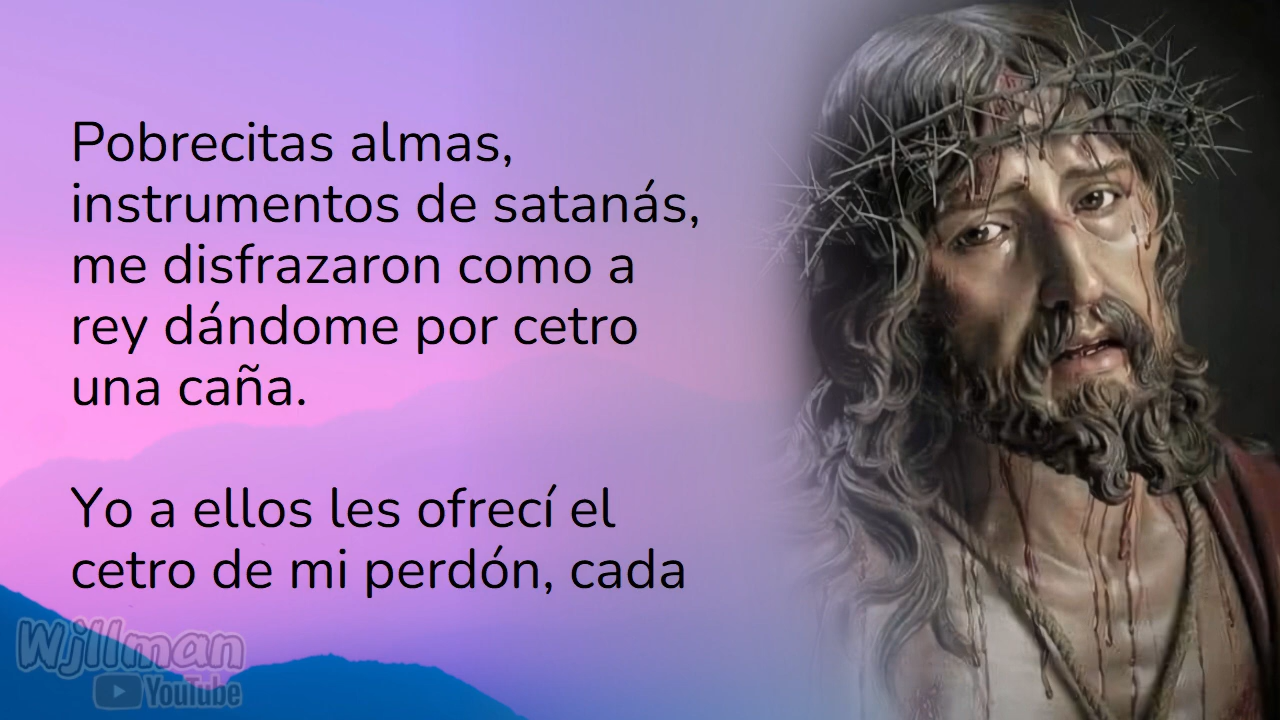 Pobrecitas almas,
instrumentos de satanás,
me disfrazaron como a
rey dándome por cetro
una caña.
Yo a ellos les ofrecí el
cetro de mi perdón, cada
Wjllman
YouTube